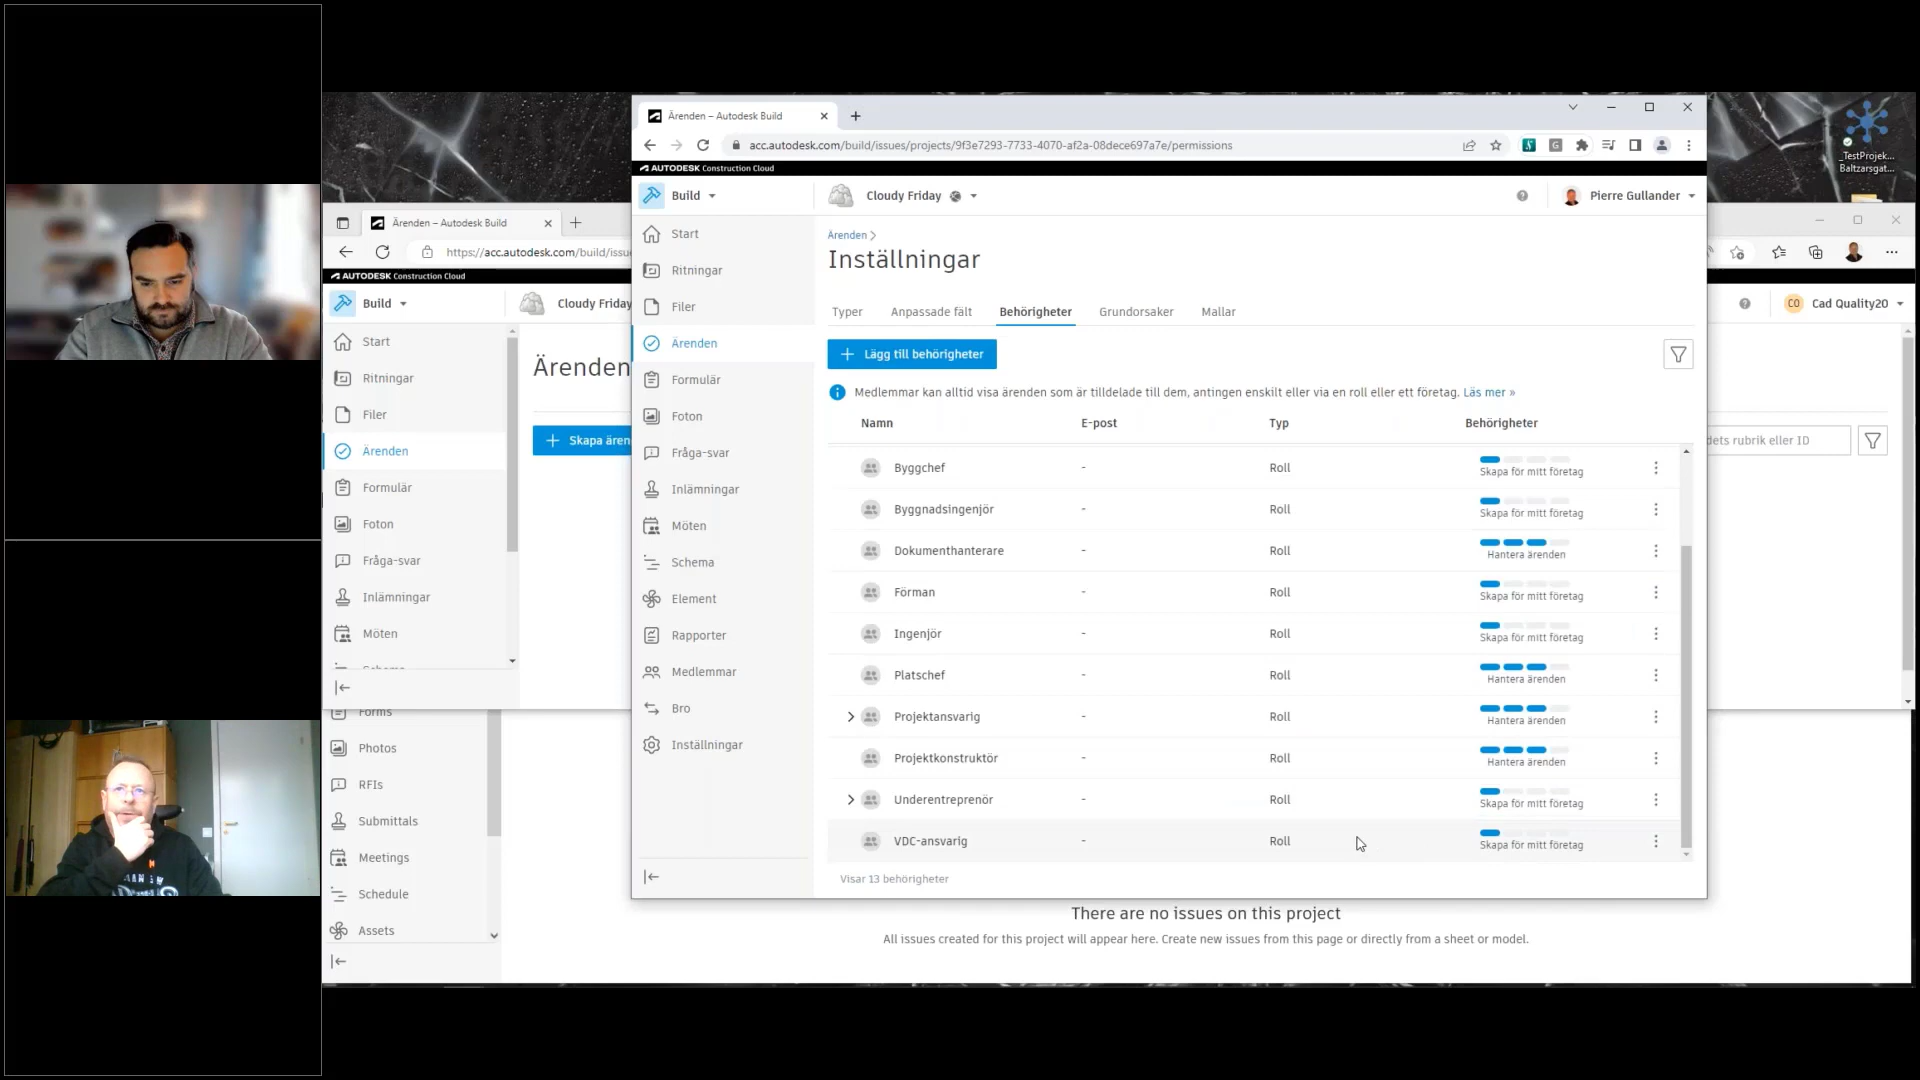 Ärenden – Autodesk Build
acc.autodesk.com/build/issues/projects/9f3e7293-7733-4070-af2a-08dece697a7e/permissions
AUTODESK Construction Cloud
Build
Cloudy Friday
Pierre Gullander
Start
Ritningar
Filer
Ärenden
Formulär
Foton
Fråga-svar
Inlämningar
Möten
Schema
Element
Rapporter
Medlemmar
Bro
Inställningar
Ärenden
Inställningar
Typer
Anpassade fält
Behörigheter
Grundorsaker
Mallar
Lägg till behörigheter
Medlemmar kan alltid visa ärenden som är tilldelade till dem, antingen enskilt eller via en roll eller ett företag. Läs mer »
Namn E-post Typ Behörigheter
Byggchef - Roll Skapa för mitt företag
Byggnadsingenjör - Roll Skapa för mitt företag
Dokumenthanterare - Roll Hantera ärenden
Förman - Roll Skapa för mitt företag
Ingenjör - Roll Skapa för mitt företag
Platschef - Roll Hantera ärenden
Projektansvarig - Roll Hantera ärenden
Projektkonstruktör - Roll Hantera ärenden
Underentreprenör - Roll Skapa för mitt företag
VDC-ansvarig - Roll Skapa för mitt företag
Visar 13 behörigheter
Ärenden – Autodesk Build
https://acc.autodesk.com/build/issu
AUTODESK Construction Cloud
Build
Cloudy Friday
CO Cad Quality20
Start
Ritningar
Filer
Ärenden
Formulär
Foton
Fråga-svar
Inlämningar
Möten
Schema
Ärenden
Skapa ären
dets rubrik eller ID
Forms
Photos
RFIs
Submittals
Meetings
Schedule
Assets
There are no issues on this project
All issues created for this project will appear here. Create new issues from this page or directly from a sheet or model.
_TestProjek...
Baltzarsgat...